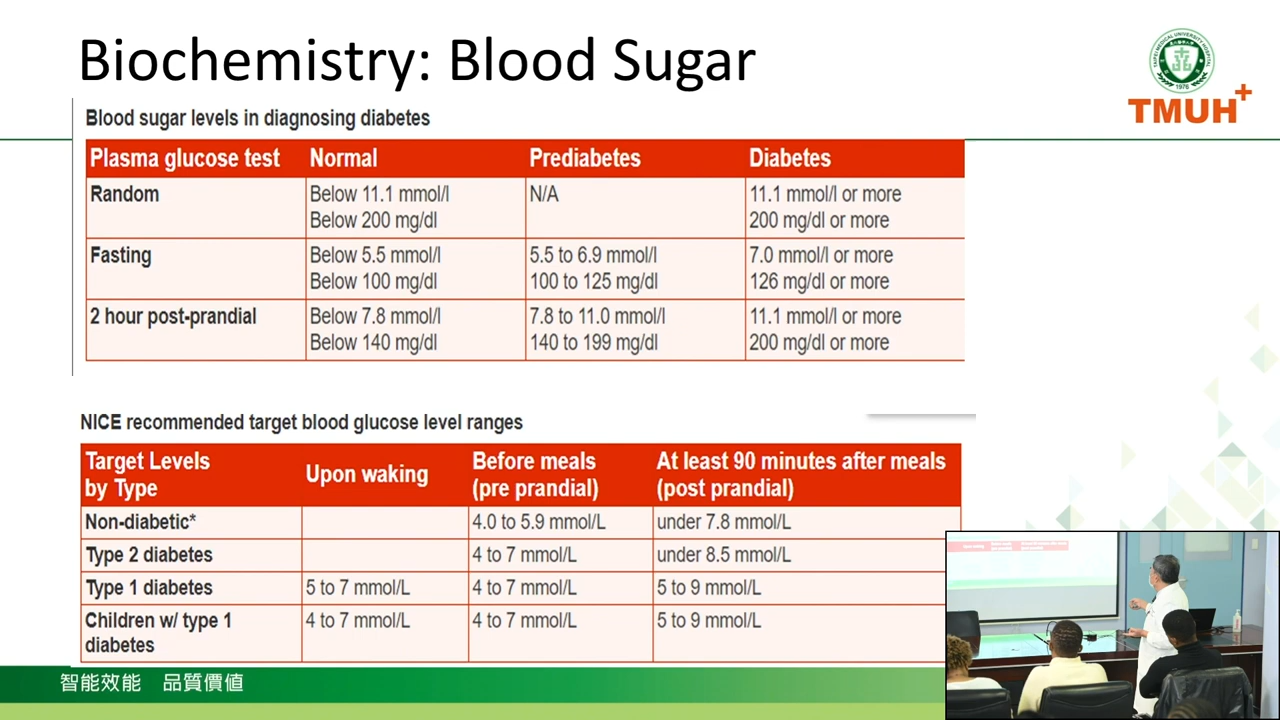 Biochemistry: Blood Sugar
TAIPEI MEDICAL UNIVERSITY HOSPITAL
1976
TMUH+
Blood sugar levels in diagnosing diabetes
Plasma glucose test Normal Prediabetes Diabetes
Random Below 11.1 mmol/l N/A 11.1 mmol/l or more
Below 200 mg/dl 200 mg/dl or more
Fasting Below 5.5 mmol/l 5.5 to 6.9 mmol/l 7.0 mmol/l or more
Below 100 mg/dl 100 to 125 mg/dl 126 mg/dl or more
2 hour post-prandial Below 7.8 mmol/l 7.8 to 11.0 mmol/l 11.1 mmol/l or more
Below 140 mg/dl 140 to 199 mg/dl 200 mg/dl or more
NICE recommended target blood glucose level ranges
Target Levels by Type Upon waking Before meals (pre prandial) At least 90 minutes after meals (post prandial)
Non-diabetic* 4.0 to 5.9 mmol/L under 7.8 mmol/L
Type 2 diabetes 4 to 7 mmol/L under 8.5 mmol/L
Type 1 diabetes 5 to 7 mmol/L 4 to 7 mmol/L 5 to 9 mmol/L
Children w/ type 1 diabetes 4 to 7 mmol/L 4 to 7 mmol/L 5 to 9 mmol/L
智能效能 品質價值